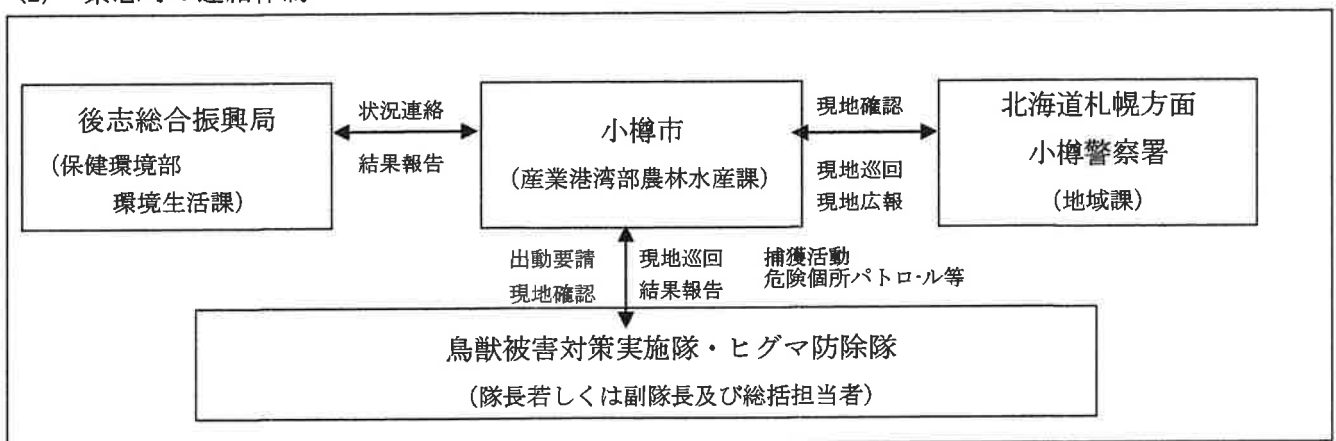 後志総合振興局
(保健環境部
環境生活課)
状況連絡
結果報告
小樽市
(産業港湾部農林水産課)
現地確認
現地巡回
現地広報
北海道札幌方面
小樽警察署
(地域課)
出動要請
現地確認
現地巡回
結果報告
捕獲活動
危険個所パトロール等
鳥獣被害対策実施隊・ヒグマ防除隊
(隊長若しくは副隊長及び総括担当者)